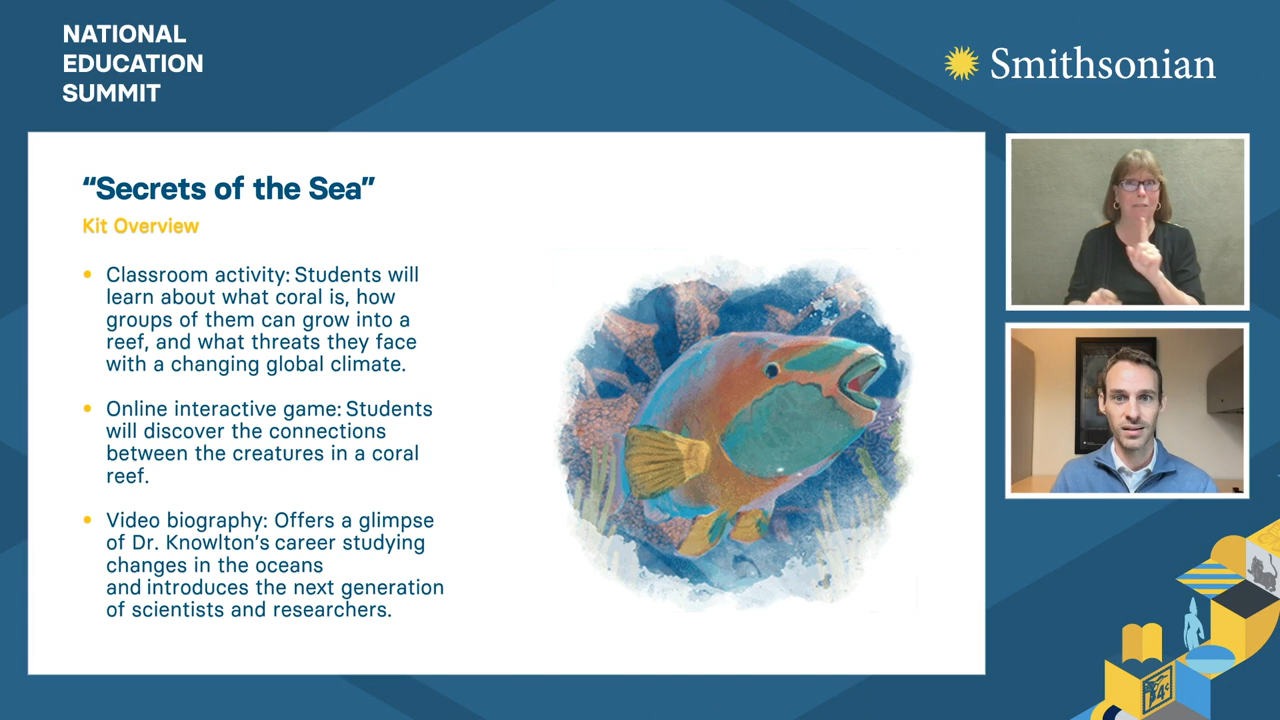 NATIONAL
EDUCATION
SUMMIT
Smithsonian
“Secrets of the Sea”
Kit Overview
• Classroom activity: Students will
learn about what coral is, how
groups of them can grow into a
reef, and what threats they face
with a changing global climate.
• Online interactive game: Students
will discover the connections
between the creatures in a coral
reef.
• Video biography: Offers a glimpse
of Dr. Knowlton’s career studying
changes in the oceans
and introduces the next generation
of scientists and researchers.
4¢